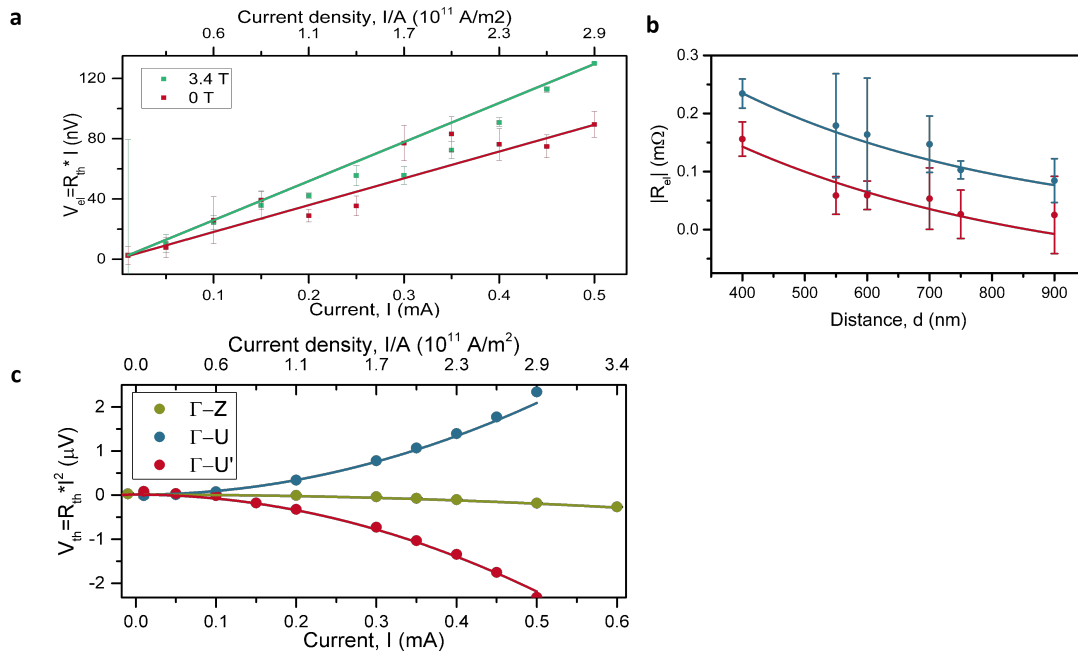 a
Current density, I/A (10¹¹ A/m2)
0.6 1.1 1.7 2.3 2.9
V_el=R_th* I (nV)
120
80
40
0
3.4 T
0 T
0.1 0.2 0.3 0.4 0.5
Current, I (mA)
b
|R_el| (mΩ)
0.3
0.2
0.1
0.0
400 500 600 700 800 900
Distance, d (nm)
c
Current density, I/A (10¹¹ A/m²)
0.0 0.6 1.1 1.7 2.3 2.9 3.4
V_th=R_th*I² (μV)
2
1
0
-1
-2
Γ–Z
Γ–U
Γ–U'
0.0 0.1 0.2 0.3 0.4 0.5 0.6
Current, I (mA)